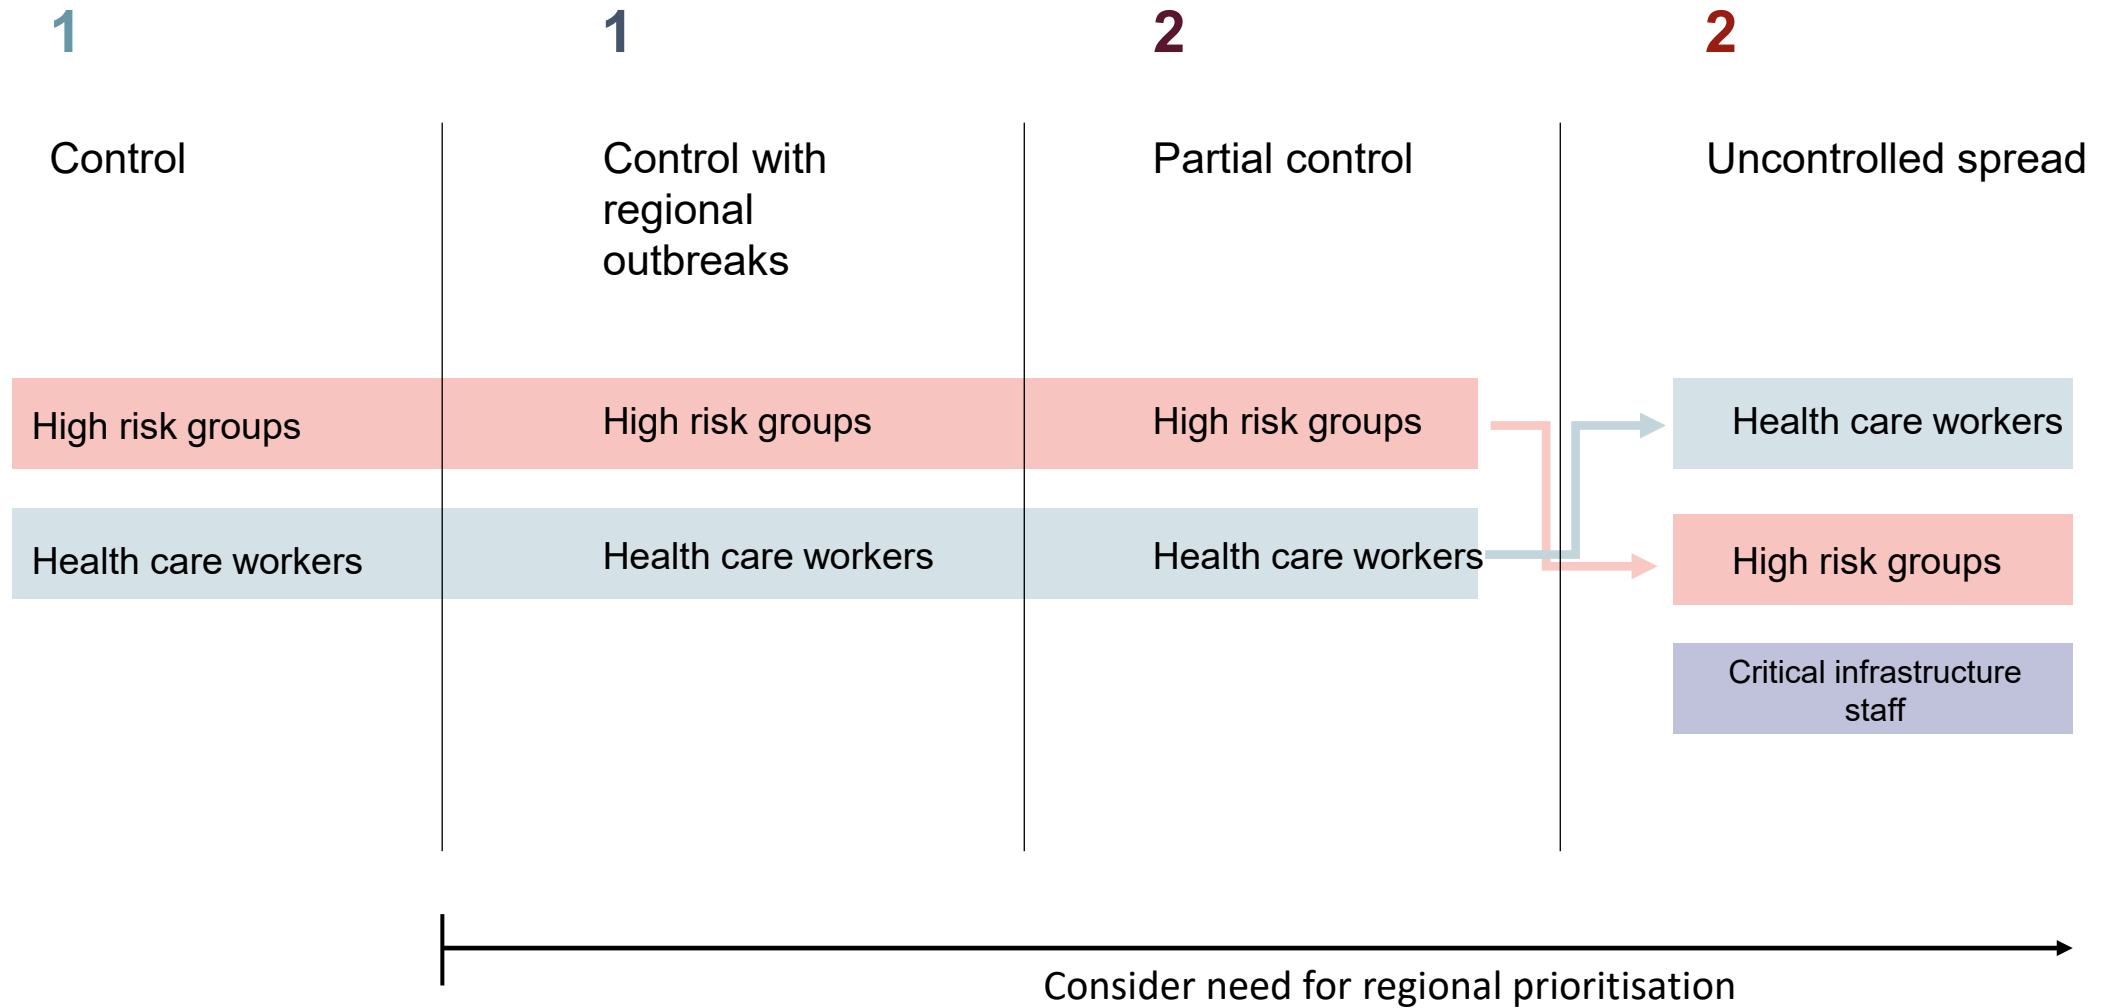 1
1
2
2
Control
Control with
regional
outbreaks
Partial control
Uncontrolled spread
High risk groups
High risk groups
High risk groups
Health care workers
Health care workers
Health care workers
Health care workers
High risk groups
Critical infrastructure
staff
Consider need for regional prioritisation